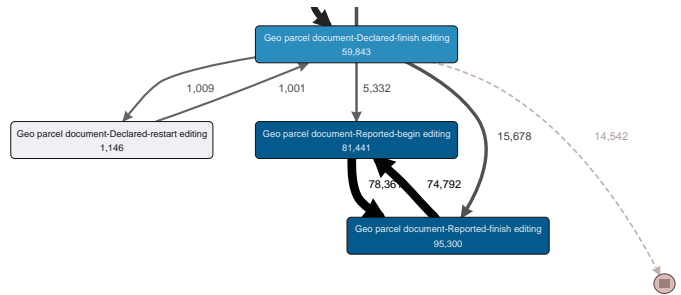 Geo parcel document-Declared-finish editing
59,843
1,009
1,001
5,332
Geo parcel document-Declared-restart editing
1,146
Geo parcel document-Reported-begin editing
81,441
15,678
14,542
74,792
Geo parcel document-Reported-finish editing
95,300